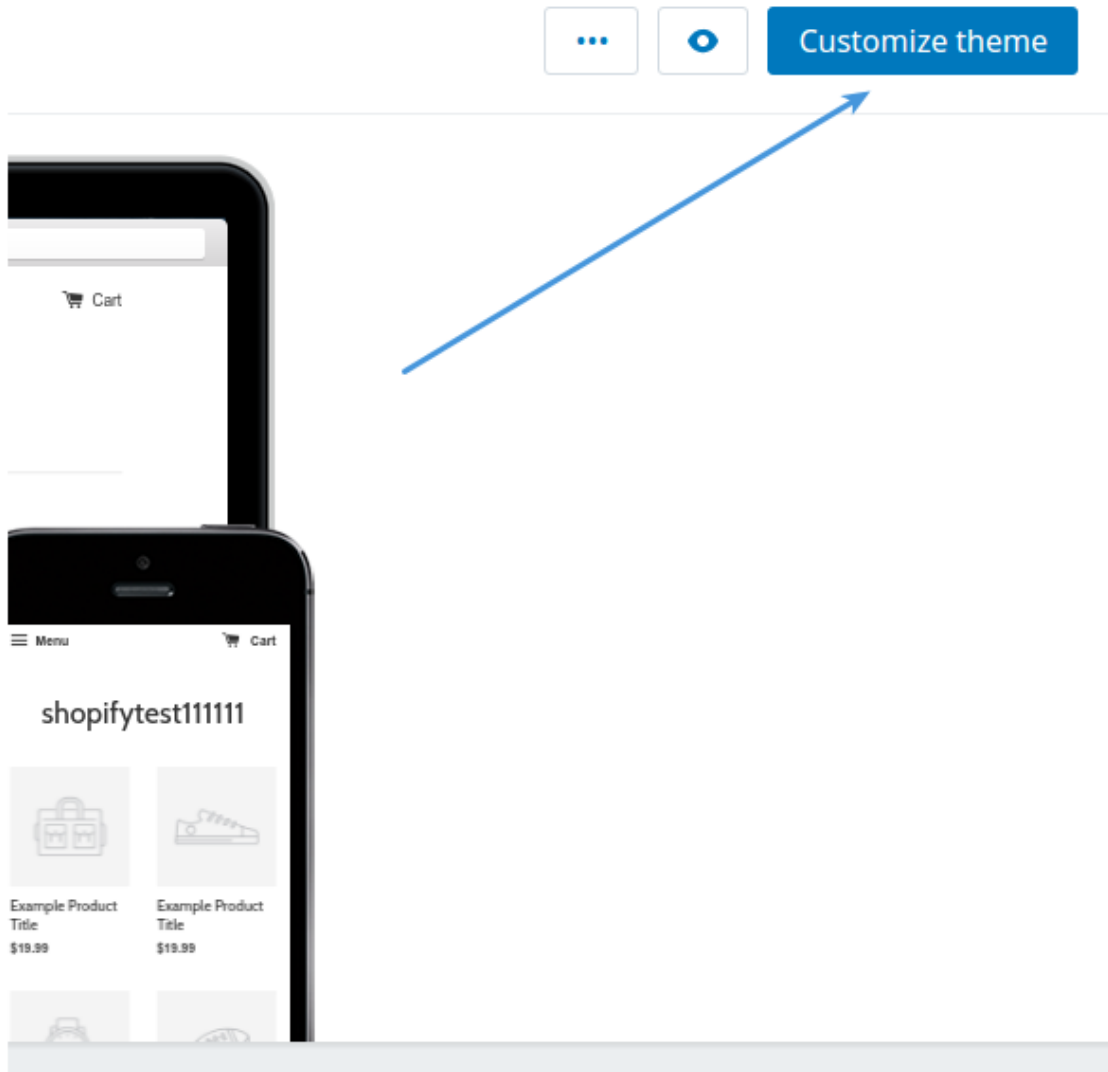 Customize theme
Cart
Menu
Cart
shopifytest111111
Example Product
Title
$19.99
Example Product
Title
$19.99